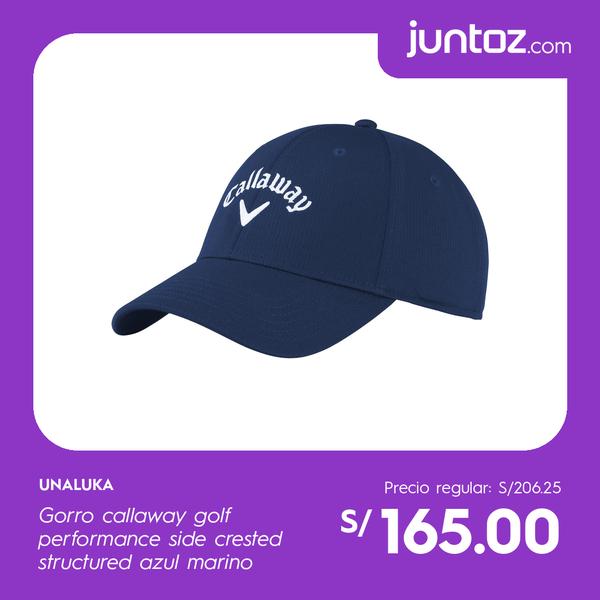 juntoz.com
Callaway
UNALUKA
Gorro callaway golf
performance side crested
structured azul marino
Precio regular: S/206.25
S/165.00